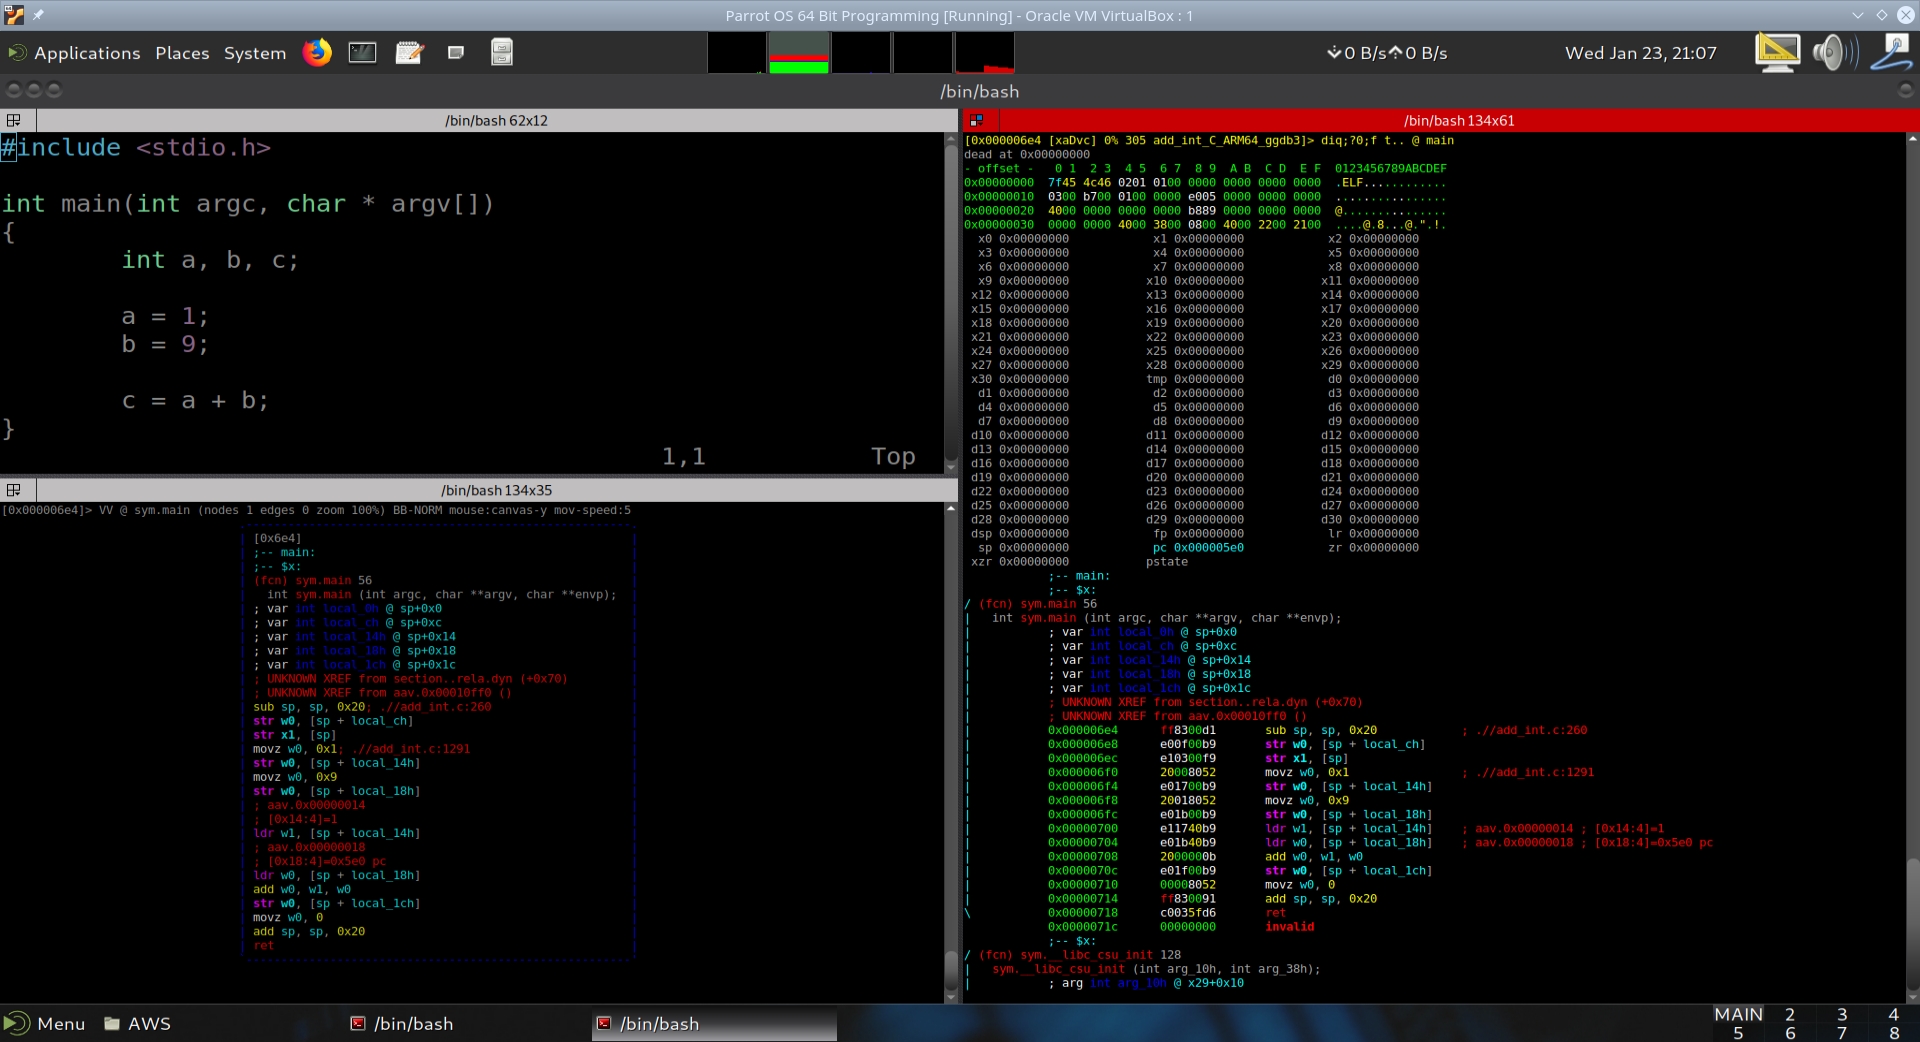 Parrot OS 64 Bit Programming [Running] - Oracle VM VirtualBox : 1
Applications Places System 0 B/s 0 B/s Wed Jan 23, 21:07
/bin/bash
/bin/bash 62x12
#include <stdio.h>
int main(int argc, char * argv[])
{
int a, b, c;
a = 1;
b = 9;
c = a + b;
}
1,1 Top
/bin/bash 134x35
[0x000006e4]> VV @ sym.main (nodes 1 edges 0 zoom 100%) BB-NORM mouse:canvas-y mov-speed:5
[0x6e4]
;-- main:
;-- $x:
(fcn) sym.main 56
int sym.main (int argc, char **argv, char **envp);
; var int local_0h @ sp+0x0
; var int local_ch @ sp+0xc
; var int local_14h @ sp+0x14
; var int local_18h @ sp+0x18
; var int local_1ch @ sp+0x1c
; UNKNOWN XREF from section..rela.dyn (+0x70)
; UNKNOWN XREF from aav.0x00010ff0 ()
sub sp, sp, 0x20; .//add_int.c:260
str w0, [sp + local_ch]
str x1, [sp]
movz w0, 0x1; .//add_int.c:1291
str w0, [sp + local_14h]
movz w0, 0x9
str w0, [sp + local_18h]
; aav.0x00000014
; [0x14:4]=1
ldr w1, [sp + local_14h]
; aav.0x00000018
; [0x18:4]=0x5e0 pc
ldr w0, [sp + local_18h]
add w0, w1, w0
str w0, [sp + local_1ch]
movz w0, 0
add sp, sp, 0x20
ret
/bin/bash 134x61
[0x000006e4 [xaDvc] 0% 305 add_int_C_ARM64_ggdb3]> diq;?0;f t.. @ main
dead at 0x00000000
- offset - 0 1 2 3 4 5 6 7 8 9 A B C D E F 0123456789ABCDEF
0x00000000 7f45 4c46 0201 0100 0000 0000 0000 0000 .ELF............
0x00000010 0300 b700 0100 0000 e005 0000 0000 0000 ................
0x00000020 4000 0000 0000 0000 b889 0000 0000 0000 @...............
0x00000030 0000 0000 4000 3800 0800 4000 2200 2100 ....@.8...@.".!.
x0 0x00000000 x1 0x00000000 x2 0x00000000
x3 0x00000000 x4 0x00000000 x5 0x00000000
x6 0x00000000 x7 0x00000000 x8 0x00000000
x9 0x00000000 x10 0x00000000 x11 0x00000000
x12 0x00000000 x13 0x00000000 x14 0x00000000
x15 0x00000000 x16 0x00000000 x17 0x00000000
x18 0x00000000 x19 0x00000000 x20 0x00000000
x21 0x00000000 x22 0x00000000 x23 0x00000000
x24 0x00000000 x25 0x00000000 x26 0x00000000
x27 0x00000000 x28 0x00000000 x29 0x00000000
x30 0x00000000 tmp 0x00000000 d0 0x00000000
d1 0x00000000 d2 0x00000000 d3 0x00000000
d4 0x00000000 d5 0x00000000 d6 0x00000000
d7 0x00000000 d8 0x00000000 d9 0x00000000
d10 0x00000000 d11 0x00000000 d12 0x00000000
d13 0x00000000 d14 0x00000000 d15 0x00000000
d16 0x00000000 d17 0x00000000 d18 0x00000000
d19 0x00000000 d20 0x00000000 d21 0x00000000
d22 0x00000000 d23 0x00000000 d24 0x00000000
d25 0x00000000 d26 0x00000000 d27 0x00000000
d28 0x00000000 d29 0x00000000 d30 0x00000000
dsp 0x00000000 fp 0x00000000 lr 0x00000000
sp 0x00000000 pc 0x000005e0 zr 0x00000000
xzr 0x00000000 pstate
;-- main:
;-- $x:
/ (fcn) sym.main 56
| int sym.main (int argc, char **argv, char **envp);
| ; var int local_0h @ sp+0x0
| ; var int local_ch @ sp+0xc
| ; var int local_14h @ sp+0x14
| ; var int local_18h @ sp+0x18
| ; var int local_1ch @ sp+0x1c
| ; UNKNOWN XREF from section..rela.dyn (+0x70)
| ; UNKNOWN XREF from aav.0x00010ff0 ()
| 0x000006e4 ff8300d1 sub sp, sp, 0x20 ; .//add_int.c:260
| 0x000006e8 e00f00b9 str w0, [sp + local_ch]
| 0x000006ec e10300f9 str x1, [sp]
| 0x000006f0 20008052 movz w0, 0x1 ; .//add_int.c:1291
| 0x000006f4 e01700b9 str w0, [sp + local_14h]
| 0x000006f8 20018052 movz w0, 0x9
| 0x000006fc e01b00b9 str w0, [sp + local_18h]
| 0x00000700 e11740b9 ldr w1, [sp + local_14h] ; aav.0x00000014 ; [0x14:4]=1
| 0x00000704 e01b40b9 ldr w0, [sp + local_18h] ; aav.0x00000018 ; [0x18:4]=0x5e0 pc
| 0x00000708 2000000b add w0, w1, w0
| 0x0000070c e01f00b9 str w0, [sp + local_1ch]
| 0x00000710 00008052 movz w0, 0
| 0x00000714 ff830091 add sp, sp, 0x20
\ 0x00000718 c0035fd6 ret
0x0000071c 00000000 invalid
;-- $x:
/ (fcn) sym.__libc_csu_init 128
| sym.__libc_csu_init (int arg_10h, int arg_38h);
| ; arg int arg_10h @ x29+0x10
Menu AWS /bin/bash /bin/bash
MAIN 2 3 4
5 6 7 8